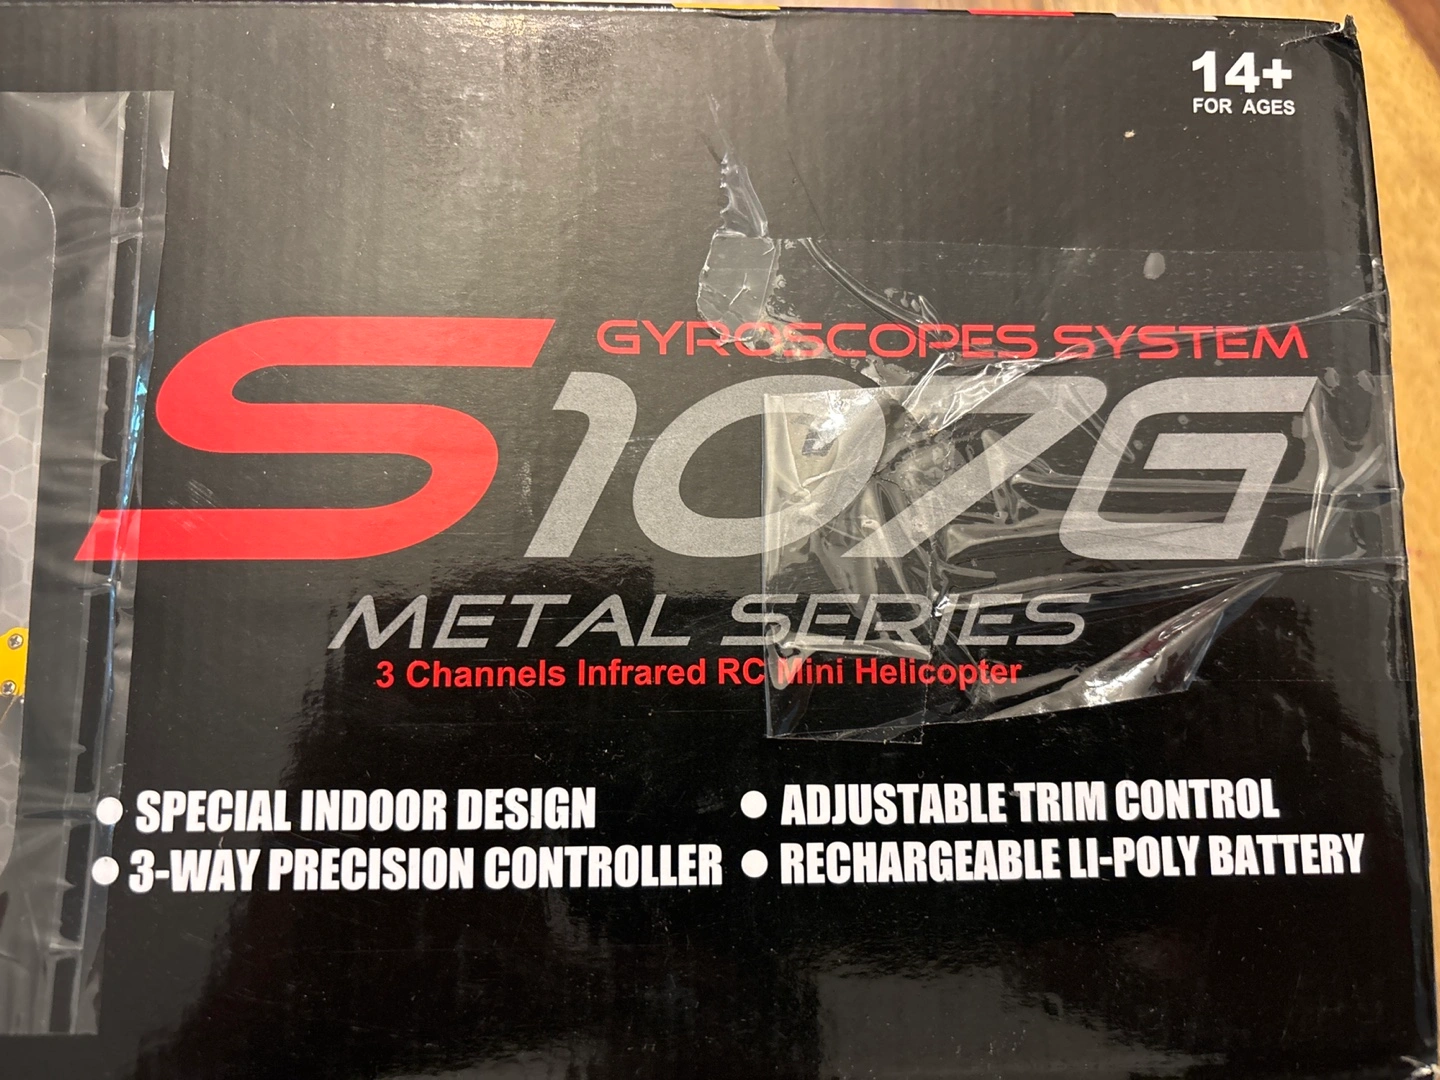 14+
FOR AGES
GYROSCOPES SYSTEM
S107G
METAL SERIES
3 Channels Infrared RC Mini Helicopter
● SPECIAL INDOOR DESIGN
● 3-WAY PRECISION CONTROLLER
● ADJUSTABLE TRIM CONTROL
● RECHARGEABLE LI-POLY BATTERY